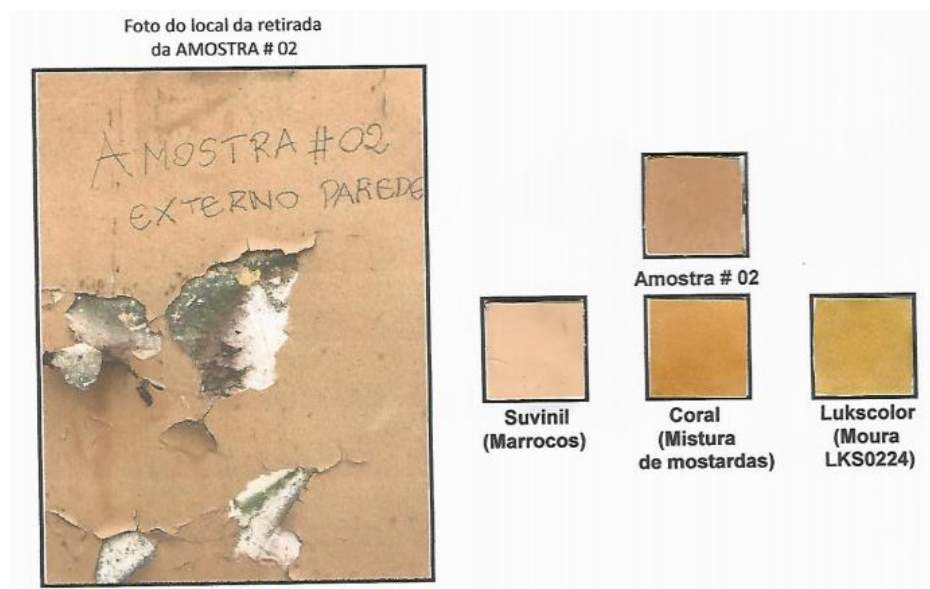 Foto do local da retirada
da AMOSTRA # 02
AMOSTRA #02
EXTERNO PAREDE
Amostra # 02
Suvinil
(Marrocos)
Coral
(Mistura
de mostardas)
Lukscolor
(Moura
LKS0224)